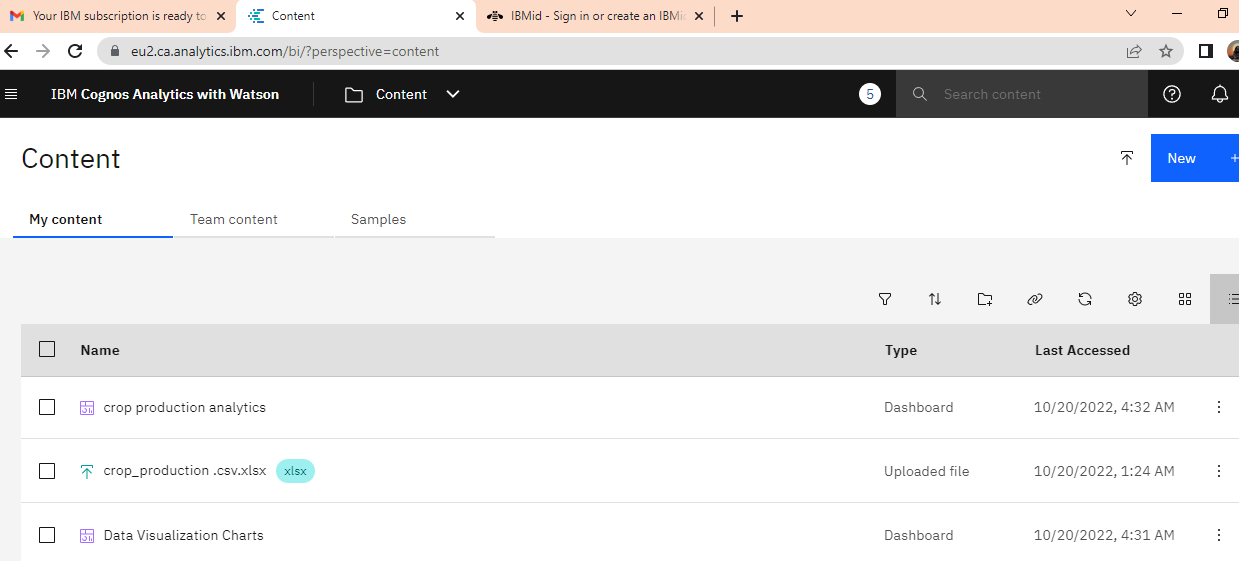 Your IBM subscription is ready to
Content
IBMid - Sign in or create an IBMid
eu2.ca.analytics.ibm.com/bi/?perspective=content
IBM Cognos Analytics with Watson
Content
5
Search content
Content
New
My content
Team content
Samples
Name
Type
Last Accessed
crop production analytics
Dashboard
10/20/2022, 4:32 AM
crop_production .csv.xlsx
xlsx
Uploaded file
10/20/2022, 1:24 AM
Data Visualization Charts
Dashboard
10/20/2022, 4:31 AM